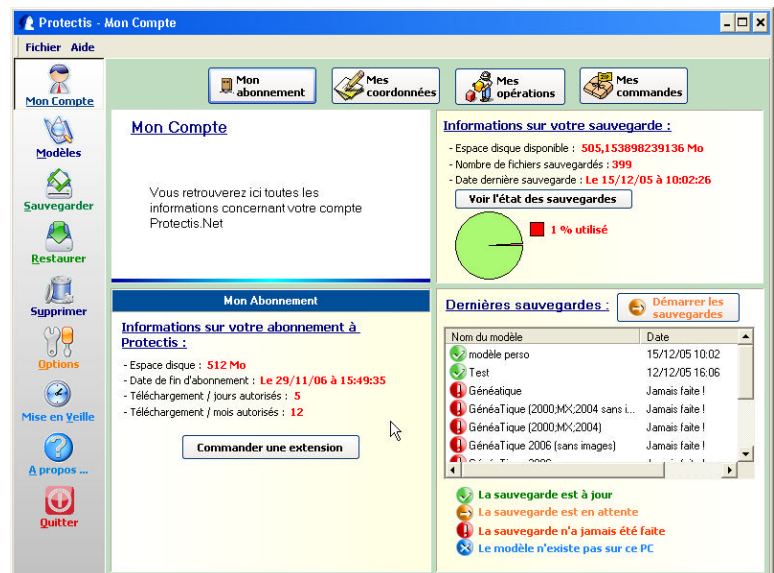 Protectis - Mon Compte
Fichier Aide
Mon Compte
Modèles
Sauvegarder
Restaurer
Supprimer
Options
Mise en Veille
A propos ...
Quitter
Mon abonnement
Mes coordonnées
Mes opérations
Mes commandes
Mon Compte
Vous retrouverez ici toutes les
informations concernant votre compte
Protectis.Net
Informations sur votre sauvegarde :
- Espace disque disponible : 505,153898239136 Mo
- Nombre de fichiers sauvegardés : 399
- Date dernière sauvegarde : Le 15/12/05 à 10:02:26
Voir l'état des sauvegardes
1 % utilisé
Mon Abonnement
Informations sur votre abonnement à
Protectis :
- Espace disque : 512 Mo
- Date de fin d'abonnement : Le 29/11/06 à 15:49:35
- Téléchargement / jours autorisés : 5
- Téléchargement / mois autorisés : 12
Commander une extension
Dernières sauvegardes :
Démarrer les
sauvegardes
Nom du modèle Date
modèle perso 15/12/05 10:02
Test 12/12/05 16:06
Généatique Jamais faite !
GénéaTique (2000;MX;2004 sans i... Jamais faite !
GénéaTique (2000;MX;2004) Jamais faite !
GénéaTique 2006 (sans images) Jamais faite !
La sauvegarde est à jour
La sauvegarde est en attente
La sauvegarde n'a jamais été
faite
Le modèle n'existe pas sur ce
PC